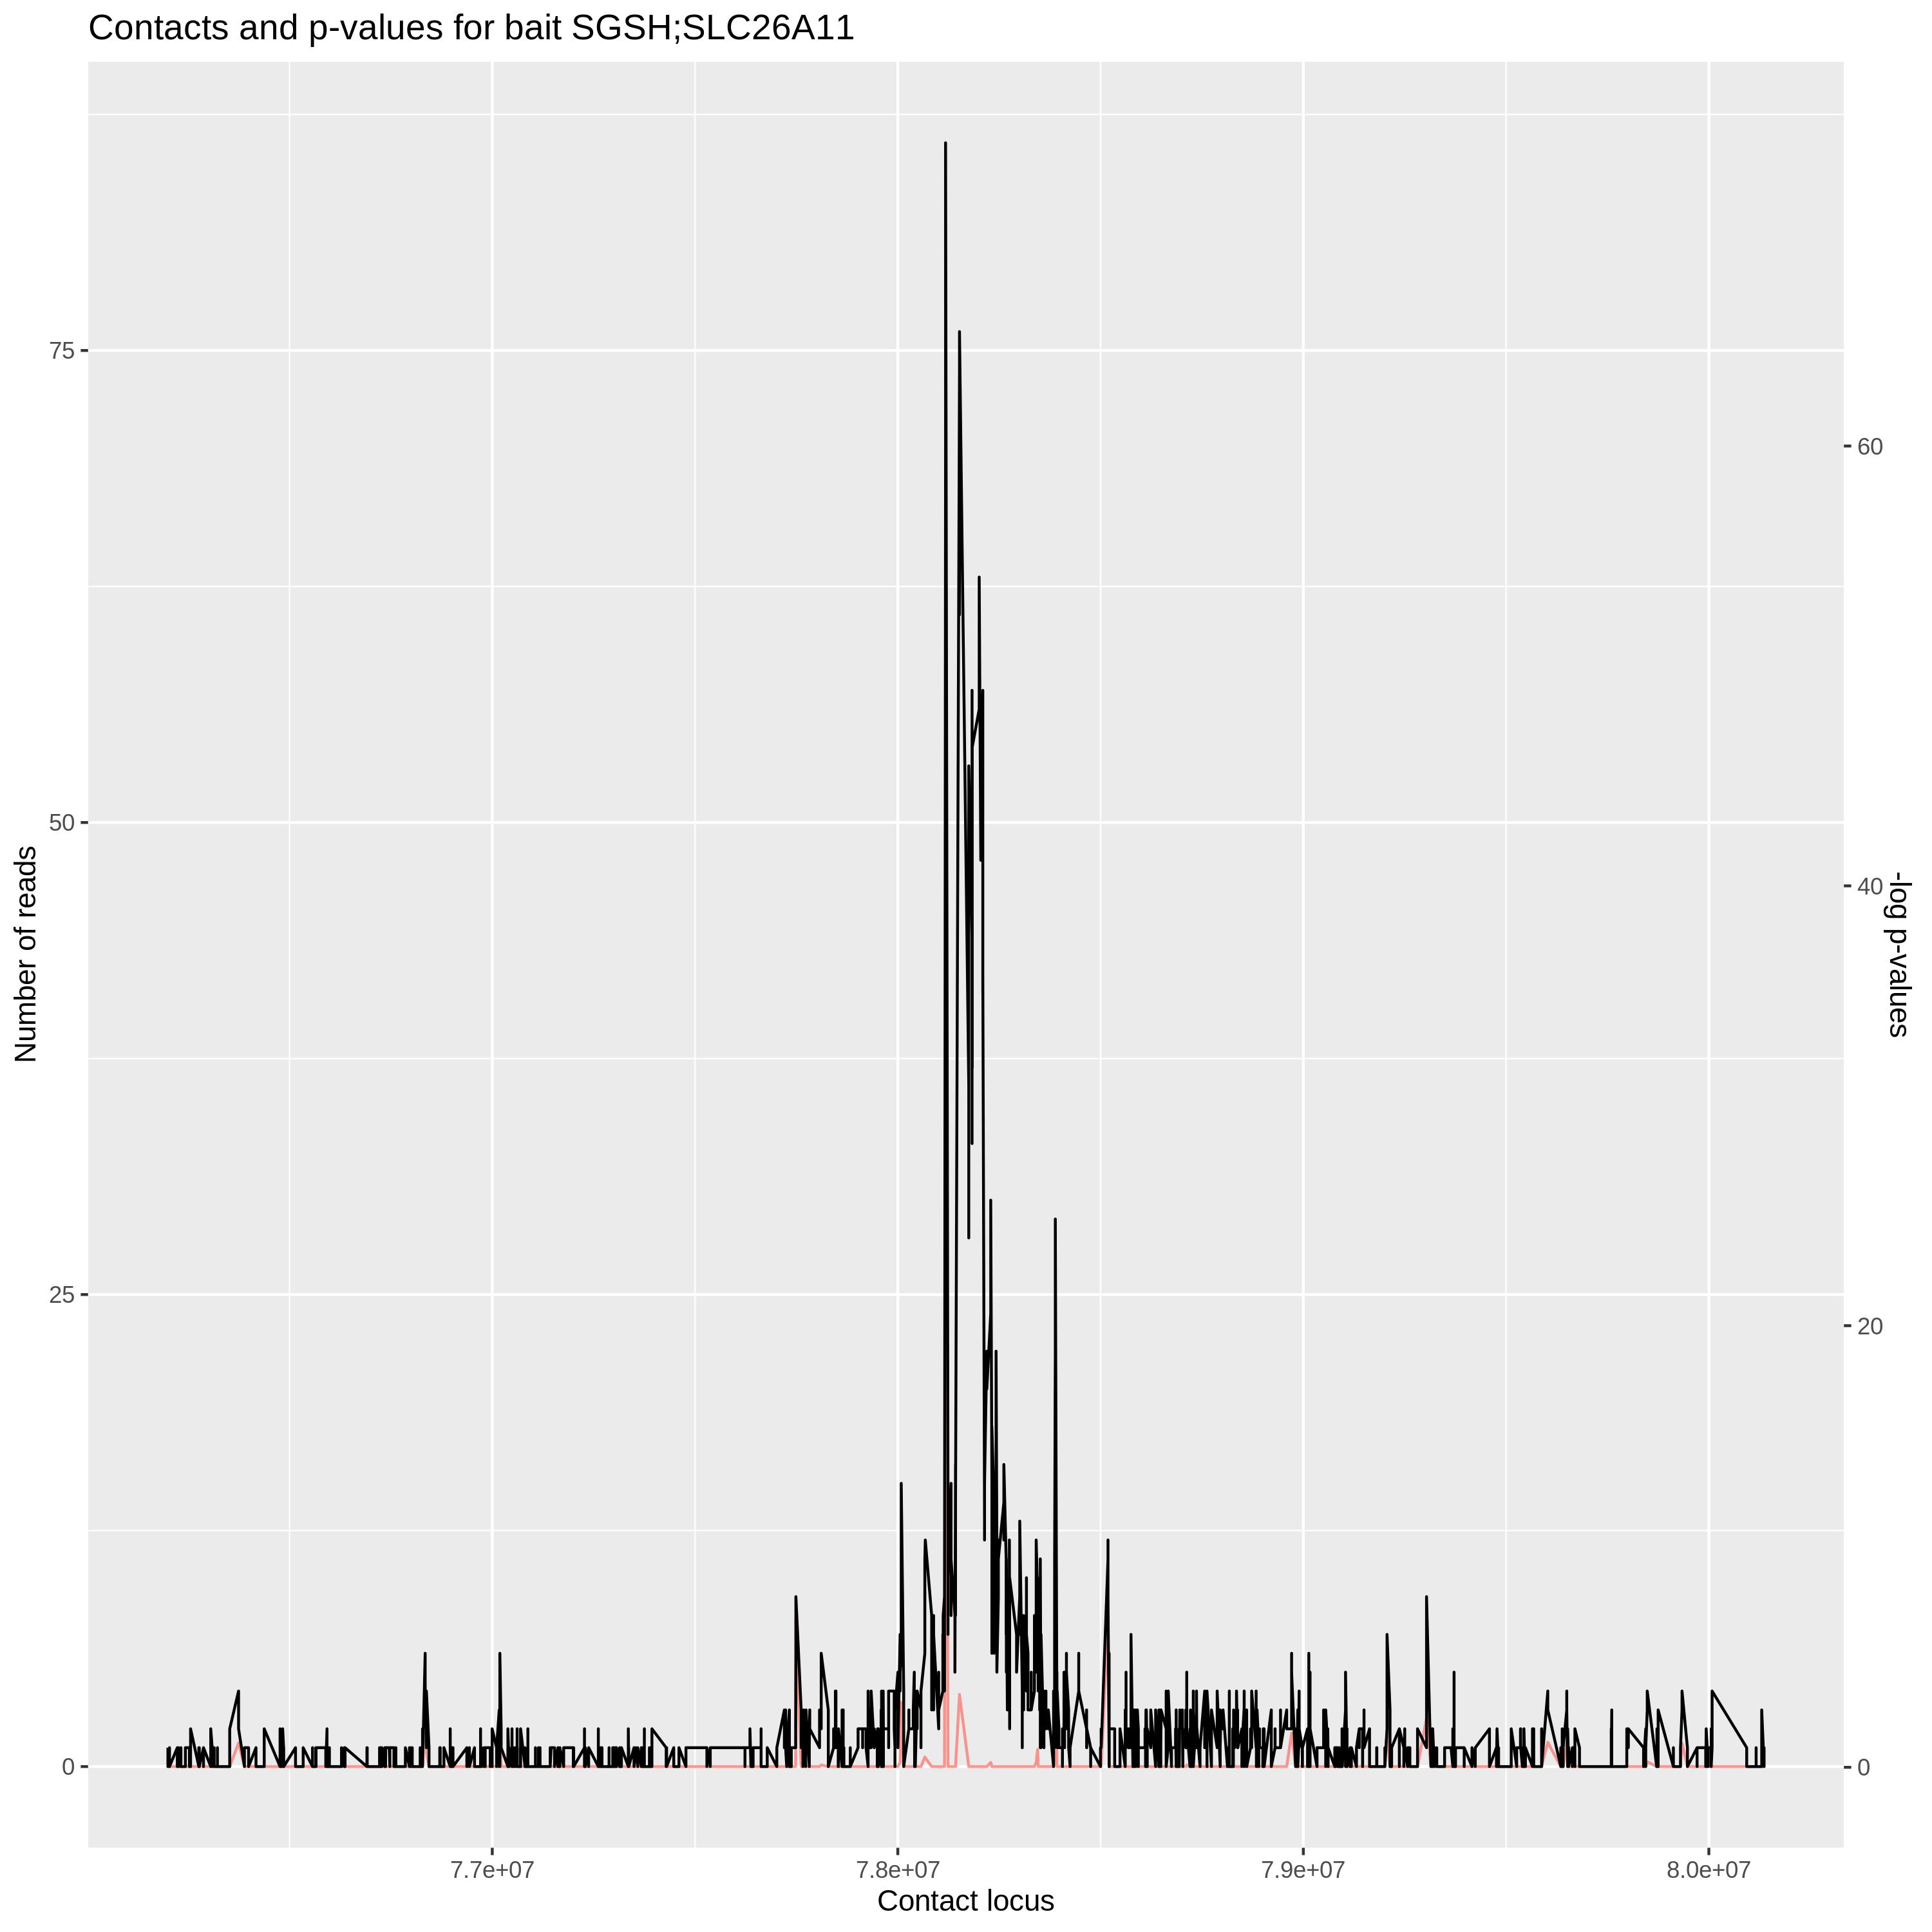 Contacts and p-values for bait SGSH;SLC26A11
75
50
25
0
Number of reads
60
40
20
0
-log p-values
7.7e+07
7.8e+07
7.9e+07
8.0e+07
Contact locus